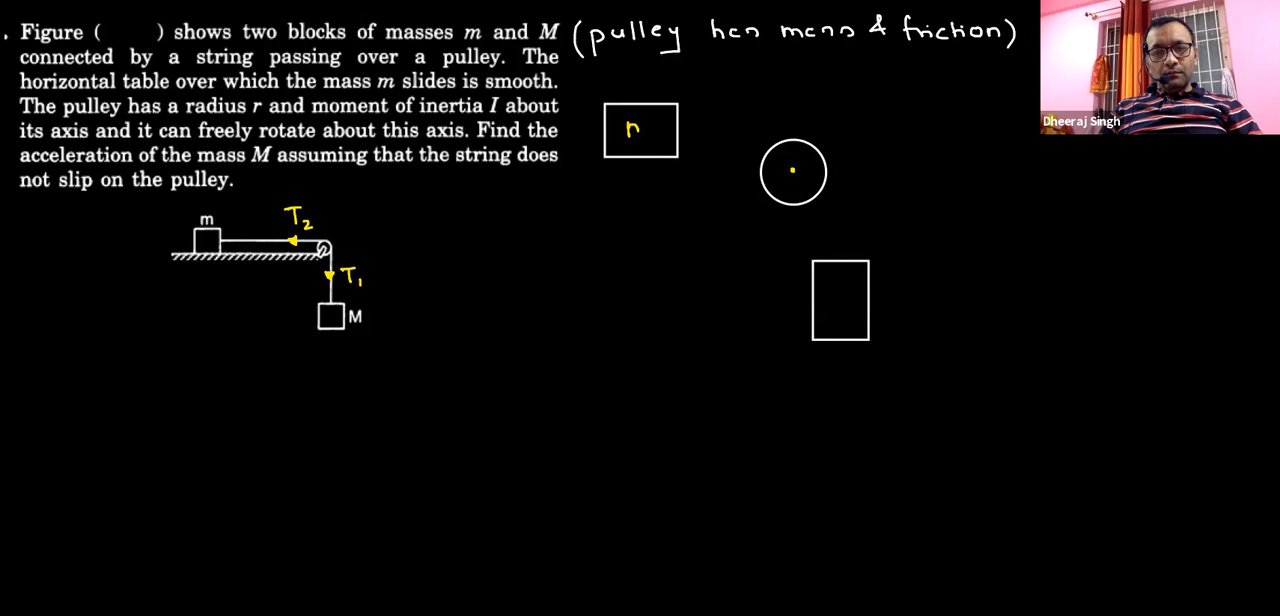 . Figure ( ) shows two blocks of masses m and M
connected by a string passing over a pulley. The
horizontal table over which the mass m slides is smooth.
The pulley has a radius r and moment of inertia I about
its axis and it can freely rotate about this axis. Find the
acceleration of the mass M assuming that the string does
not slip on the pulley.
(pulley has mass & friction)
Dheeraj Singh
n
m
T₂
T₁
M